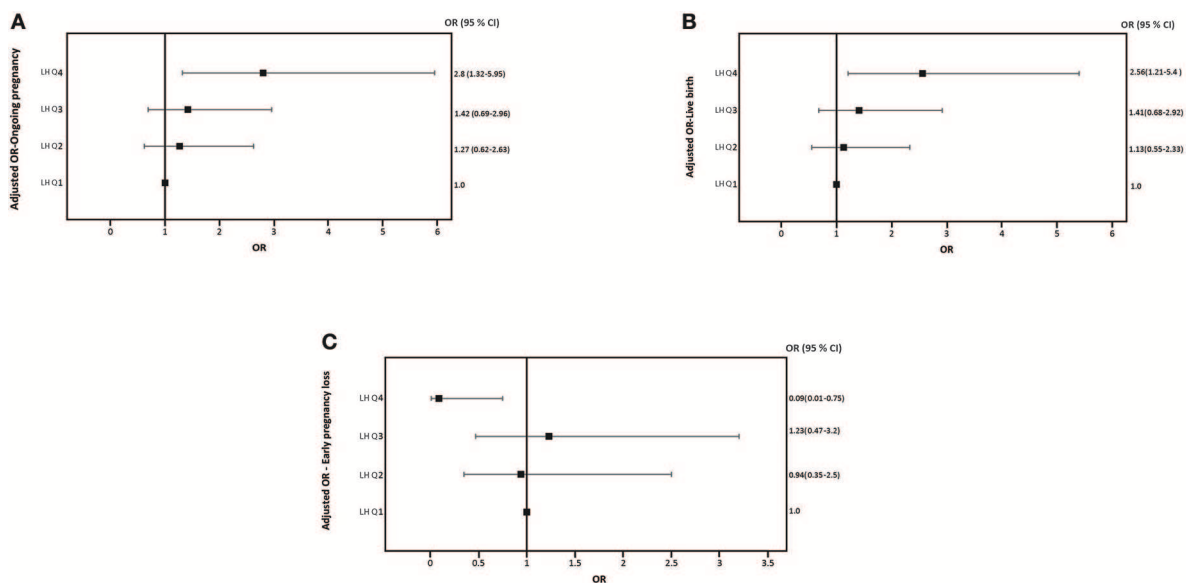 A
OR (95 % CI)
Adjusted OR-Ongoing pregnancy
LH Q4
2.8 (1.32-5.95)
LH Q3
1.42 (0.69-2.96)
LH Q2
1.27 (0.62-2.63)
LH Q1
1.0
0 1 2 3 4 5 6
OR
B
OR (95 % CI)
Adjusted OR-Live birth
LH Q4
2.56(1.21-5.4 )
LH Q3
1.41(0.68-2.92)
LH Q2
1.13(0.55-2.33)
LH Q1
1.0
0 1 2 3 4 5 6
OR
C
OR (95 % CI)
Adjusted OR - Early pregnancy loss
LH Q4
0.09(0.01-0.75)
LH Q3
1.23(0.47-3.2)
LH Q2
0.94(0.35-2.5)
LH Q1
1.0
0 0.5 1 1.5 2 2.5 3 3.5
OR